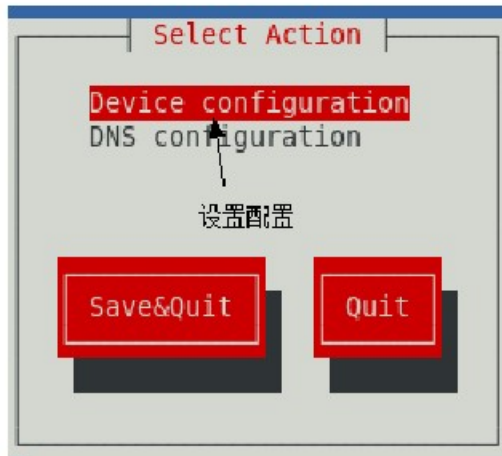 Select Action
Device configuration
DNS configuration
设置配置
Save&Quit
Quit